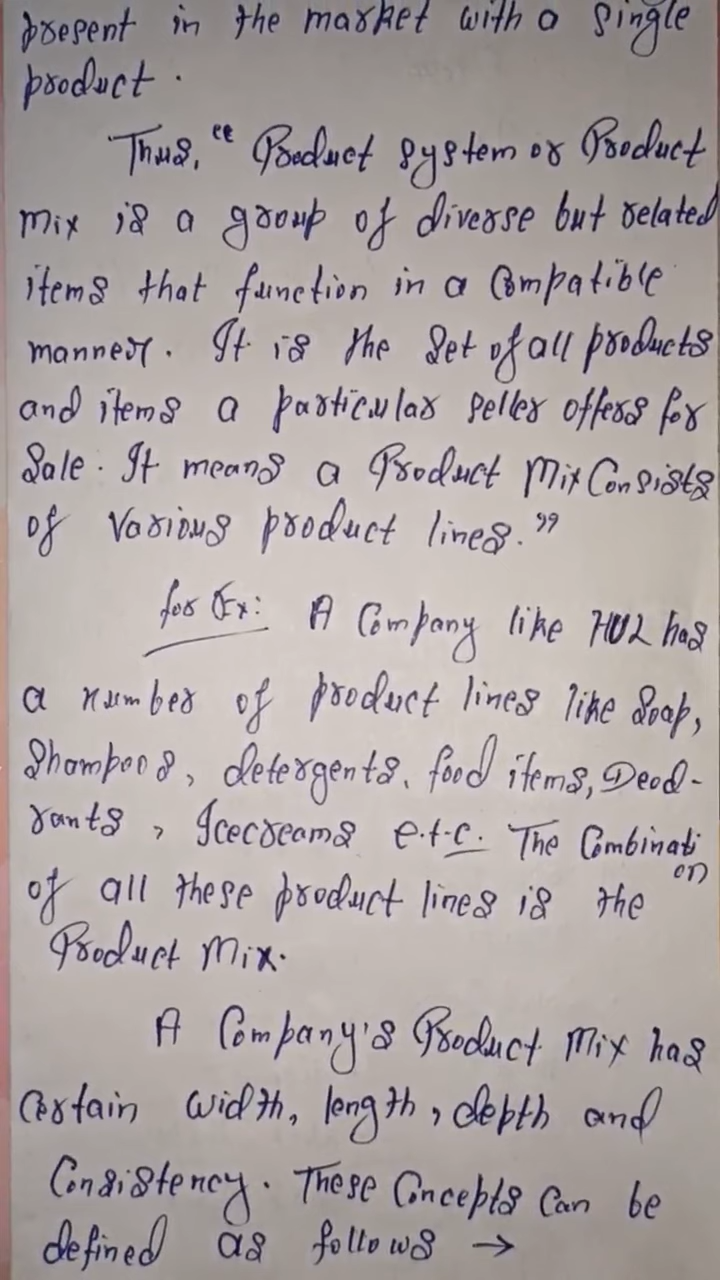 present in the market with a single
product.
Thus, "Product system or Product
mix is a group of diverse but related
items that function in a Compatible
manner. It is the Set of all products
and items a particular seller offers for
Sale. It means a Product Mix Consists
of various product lines."
for Ex: A Company like HUL has
a number of product lines like Soap,
Shampoos, detergents, food items, Deod-
rants, Icecreams e.t.c. The Combinati
on
of all these product lines is the
Product Mix.
A Company's Product Mix has
Certain width, length, depth and
Consistency. These Concepts Can be
defined as follows →